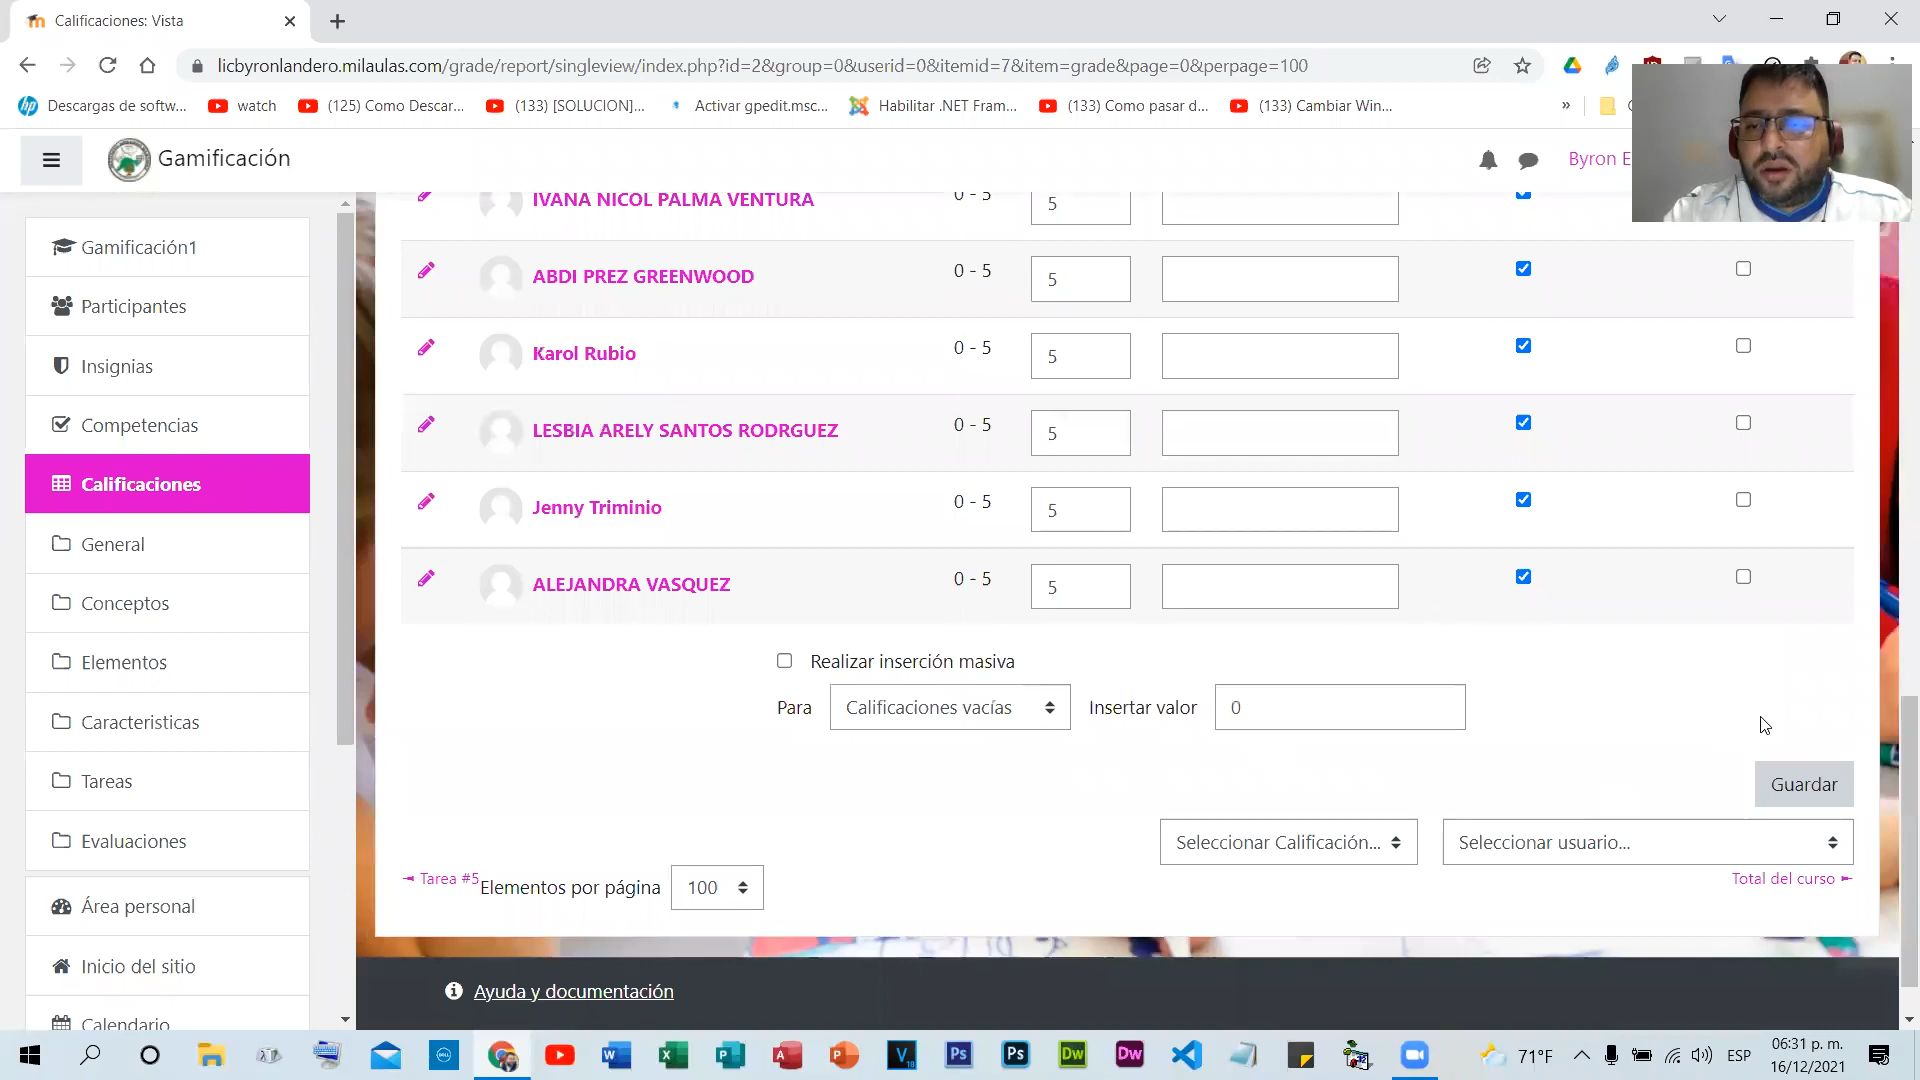 Calificaciones: Vista
licbyronlandero.milaulas.com/grade/report/singleview/index.php?id=2&group=0&userid=0&itemid=7&item=grade&page=0&perpage=100
Descargas de softw... watch (125) Como Descar... (133) [SOLUCION]... Activar gpedit.msc... Habilitar .NET Fram... (133) Como pasar d... (133) Cambiar Win... »
Gamificación
Byron E
Gamificación1
Participantes
Insignias
Competencias
Calificaciones
General
Conceptos
Elementos
Caracteristicas
Tareas
Evaluaciones
Área personal
Inicio del sitio
Calendario
IVANA NICOL PALMA VENTURA 0 - 5 5
ABDI PREZ GREENWOOD 0 - 5 5
Karol Rubio 0 - 5 5
LESBIA ARELY SANTOS RODRGUEZ 0 - 5 5
Jenny Triminio 0 - 5 5
ALEJANDRA VASQUEZ 0 - 5 5
Realizar inserción masiva
Para Calificaciones vacías Insertar valor 0
Guardar
Seleccionar Calificación... Seleccionar usuario...
◄ Tarea #5 Elementos por página 100 Total del curso ►
Ayuda y documentación
71°F ESP 06:31 p. m.
16/12/2021